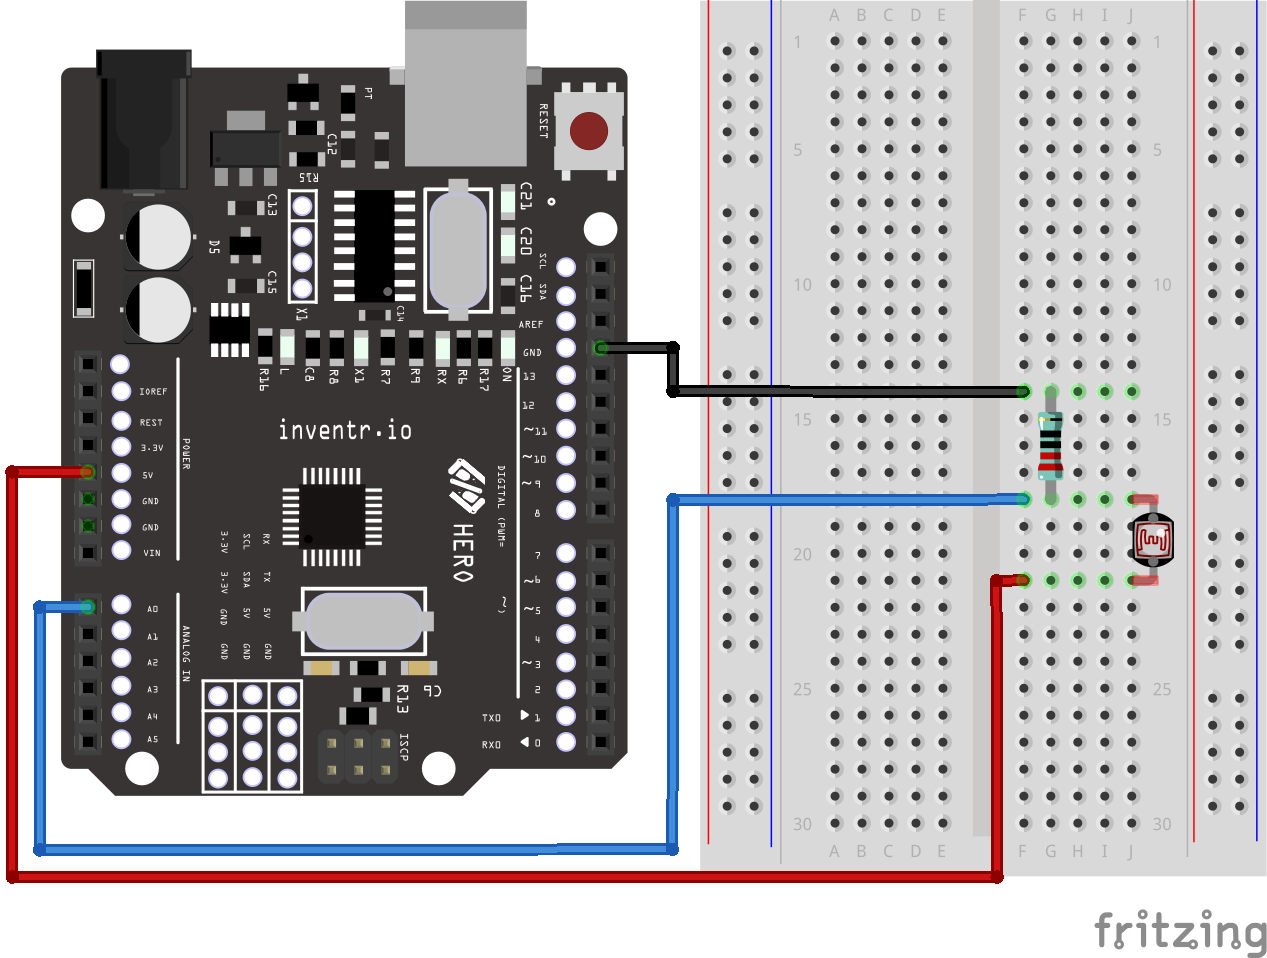 A B C D E F G H I J
1 1
5 5
10 10
15 15
20 20
25 25
30 30
A B C D E F G H I J
PT
RESET
C12
R15
C13
D5
C15
X1
C21
C20
C16
C14
SCL
SDA
AREF
GND
13
12
~11
~10
~9
8
7
~6
~5
4
~3
2
TX0 1
RX0 0
R16
L
C8
R8
X1
R7
R9
RX
R6
R17
ON
IOREF
REST
3.3V
5V
GND
GND
VIN
POWER
A0
A1
A2
A3
A4
A5
ANALOG IN
inventr.io
HERO
DIGITAL (PWM=
~)
3.3V SCL RX
3.3V SDA TX
GND 5V 5V
GND GND GND
R13
C6
ISCP
fritzing